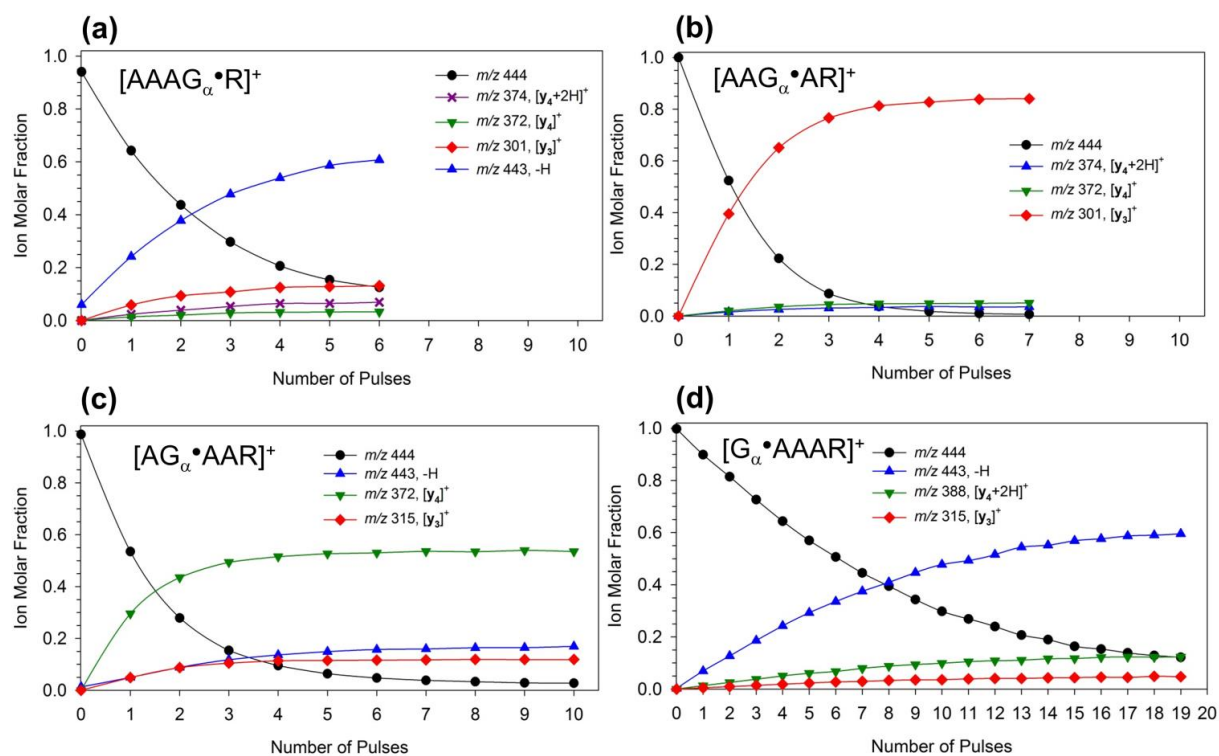 (a)
[AAAGα•R]+
m/z 444
m/z 374, [y4+2H]+
m/z 372, [y4]+
m/z 301, [y3]+
m/z 443, -H
Ion Molar Fraction
1.0
0.8
0.6
0.4
0.2
0.0
0 1 2 3 4 5 6 7 8 9 10
Number of Pulses
(b)
[AAGα•AR]+
m/z 444
m/z 374, [y4+2H]+
m/z 372, [y4]+
m/z 301, [y3]+
Ion Molar Fraction
1.0
0.8
0.6
0.4
0.2
0.0
0 1 2 3 4 5 6 7 8 9 10
Number of Pulses
(c)
[AGα•AAR]+
m/z 444
m/z 443, -H
m/z 372, [y4]+
m/z 315, [y3]+
Ion Molar Fraction
1.0
0.8
0.6
0.4
0.2
0.0
0 1 2 3 4 5 6 7 8 9 10
Number of Pulses
(d)
[Gα•AAAR]+
m/z 444
m/z 443, -H
m/z 388, [y4+2H]+
m/z 315, [y3]+
Ion Molar Fraction
1.0
0.8
0.6
0.4
0.2
0.0
0 1 2 3 4 5 6 7 8 9 10 11 12 13 14 15 16 17 18 19 20
Number of Pulses